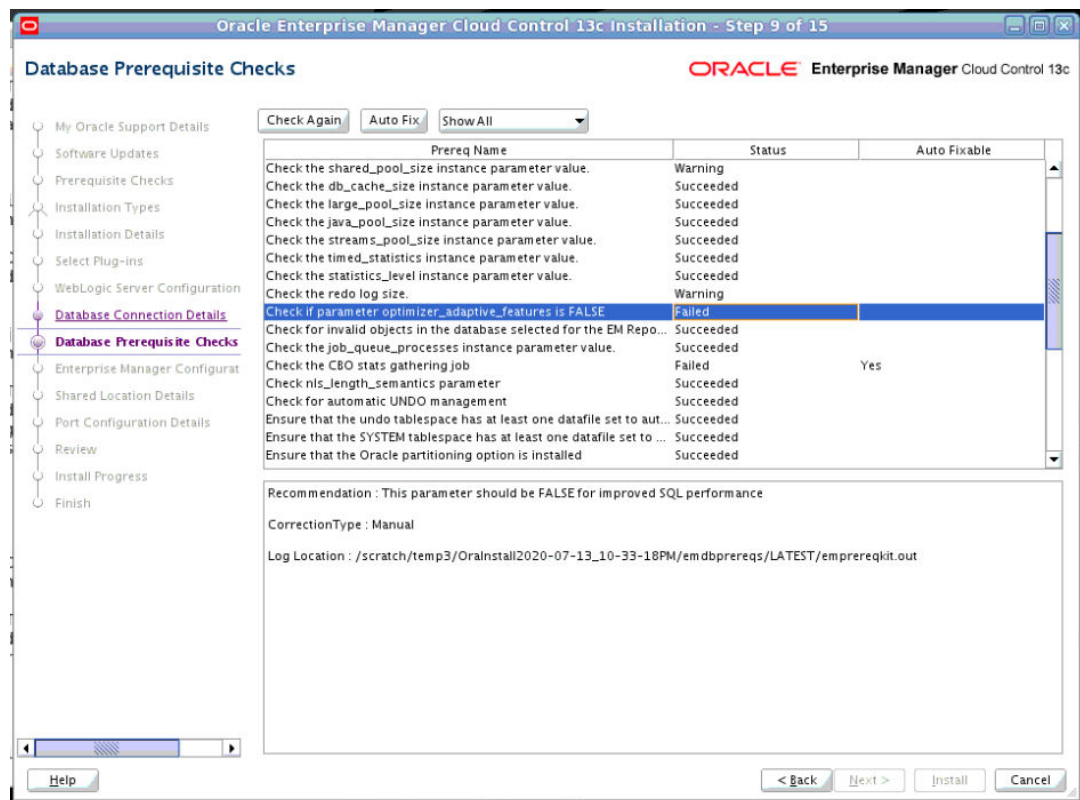 Oracle Enterprise Manager Cloud Control 13c Installation - Step 9 of 15
Database Prerequisite Checks
ORACLE Enterprise Manager Cloud Control 13c
My Oracle Support Details
Software Updates
Prerequisite Checks
Installation Types
Installation Details
Select Plug-ins
WebLogic Server Configuration
Database Connection Details
Database Prerequisite Checks
Enterprise Manager Configurat
Shared Location Details
Port Configuration Details
Review
Install Progress
Finish
Check Again Auto Fix Show All
Prereq Name Status Auto Fixable
Check the shared_pool_size instance parameter value. Warning
Check the db_cache_size instance parameter value. Succeeded
Check the large_pool_size instance parameter value. Succeeded
Check the java_pool_size instance parameter value. Succeeded
Check the streams_pool_size instance parameter value. Succeeded
Check the timed_statistics instance parameter value. Succeeded
Check the statistics_level instance parameter value. Succeeded
Check the redo log size. Warning
Check if parameter optimizer_adaptive_features is FALSE Failed
Check for invalid objects in the database selected for the EM Repo... Succeeded
Check the job_queue_processes instance parameter value. Succeeded
Check the CBO stats gathering job Failed Yes
Check nls_length_semantics parameter Succeeded
Check for automatic UNDO management Succeeded
Ensure that the undo tablespace has at least one datafile set to aut... Succeeded
Ensure that the SYSTEM tablespace has at least one datafile set to ... Succeeded
Ensure that the Oracle partitioning option is installed Succeeded
Recommendation : This parameter should be FALSE for improved SQL performance
CorrectionType : Manual
Log Location : /scratch/temp3/OraInstall2020-07-13_10-33-18PM/emdbprereqs/LATEST/emprereqkit.out
Help < Back Next > Install Cancel